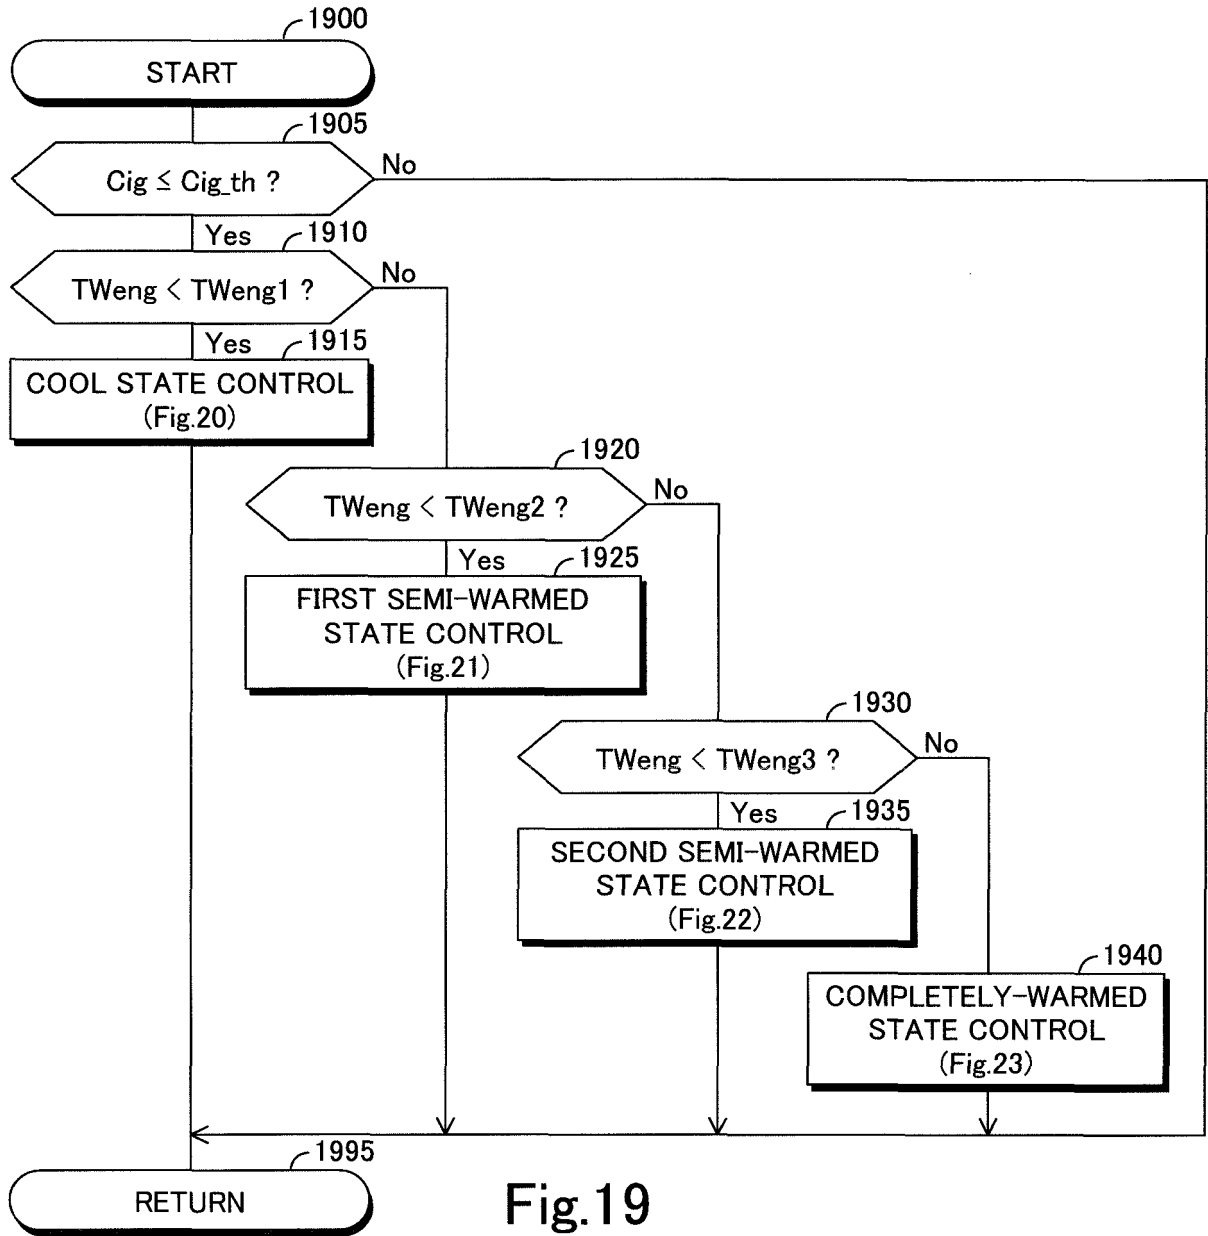 1900
START
1905
Cig ≤ Cig_th ?
No
Yes
1910
TWeng < TWeng1 ?
No
Yes
1915
COOL STATE CONTROL
(Fig.20)
1920
TWeng < TWeng2 ?
No
Yes
1925
FIRST SEMI-WARMED
STATE CONTROL
(Fig.21)
1930
TWeng < TWeng3 ?
No
Yes
1935
SECOND SEMI-WARMED
STATE CONTROL
(Fig.22)
1940
COMPLETELY-WARMED
STATE CONTROL
(Fig.23)
1995
RETURN
Fig.19